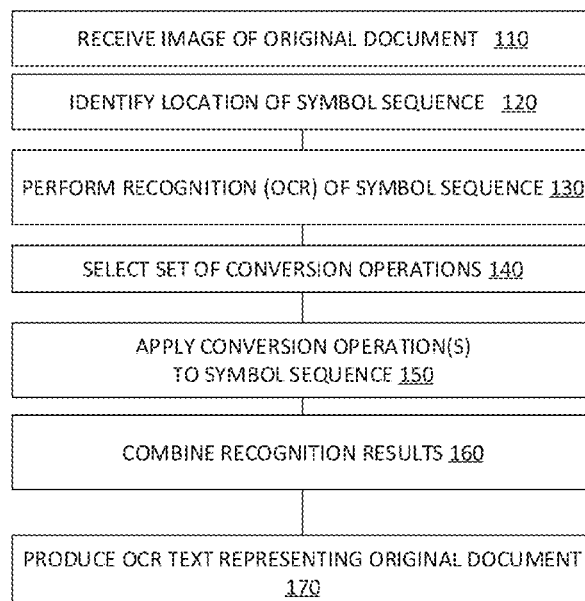 RECEIVE IMAGE OF ORIGINAL DOCUMENT 110
IDENTIFY LOCATION OF SYMBOL SEQUENCE 120
PERFORM RECOGNITION (OCR) OF SYMBOL SEQUENCE 130
SELECT SET OF CONVERSION OPERATIONS 140
APPLY CONVERSION OPERATION(S)
TO SYMBOL SEQUENCE 150
COMBINE RECOGNITION RESULTS 160
PRODUCE OCR TEXT REPRESENTING ORIGINAL DOCUMENT
170